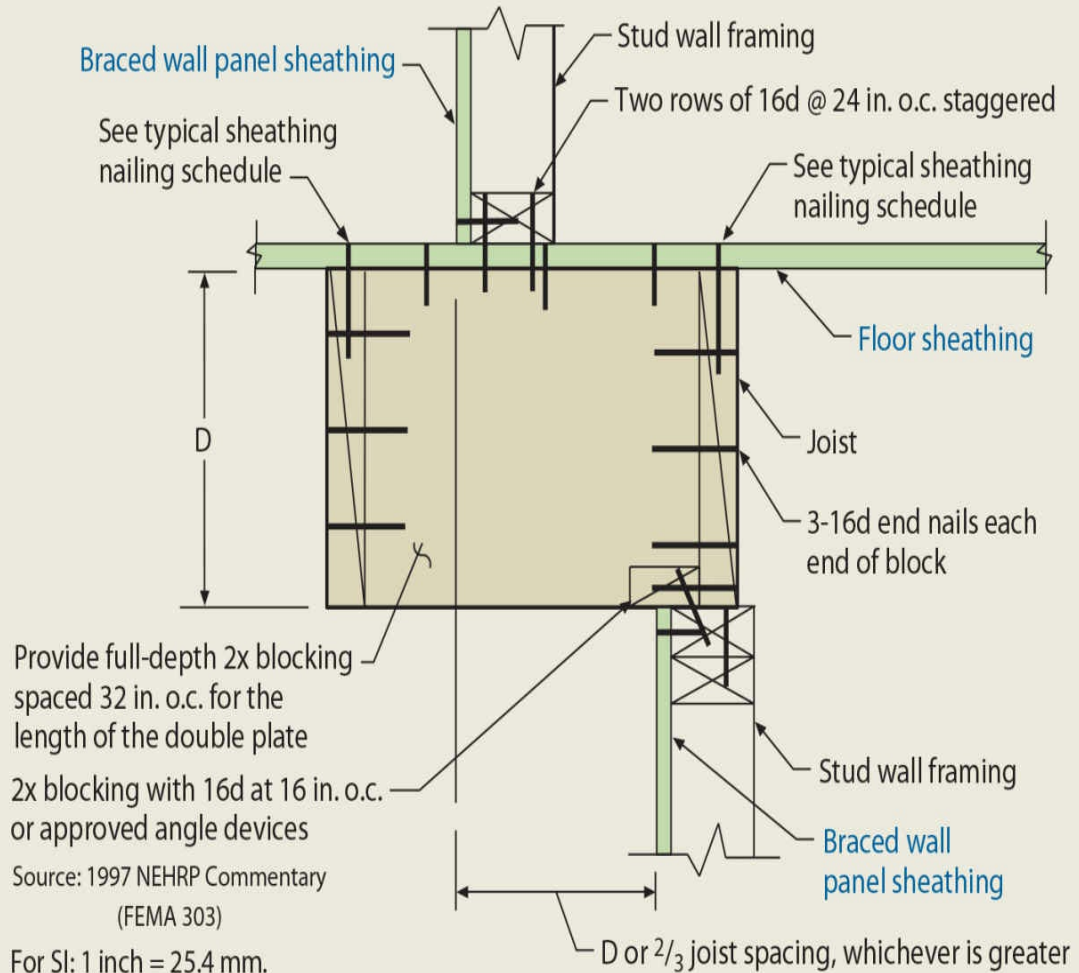 Stud wall framing
Braced wall panel sheathing
Two rows of 16d @ 24 in. o.c. staggered
See typical sheathing
nailing schedule
See typical sheathing
nailing schedule
Floor sheathing
D
Joist
3-16d end nails each
end of block
Provide full-depth 2x blocking
spaced 32 in. o.c. for the
length of the double plate
2x blocking with 16d at 16 in. o.c.
or approved angle devices
Stud wall framing
Braced wall
panel sheathing
Source: 1997 NEHRP Commentary
(FEMA 303)
For SI: 1 inch = 25.4 mm.
D or 2/3 joist spacing, whichever is greater